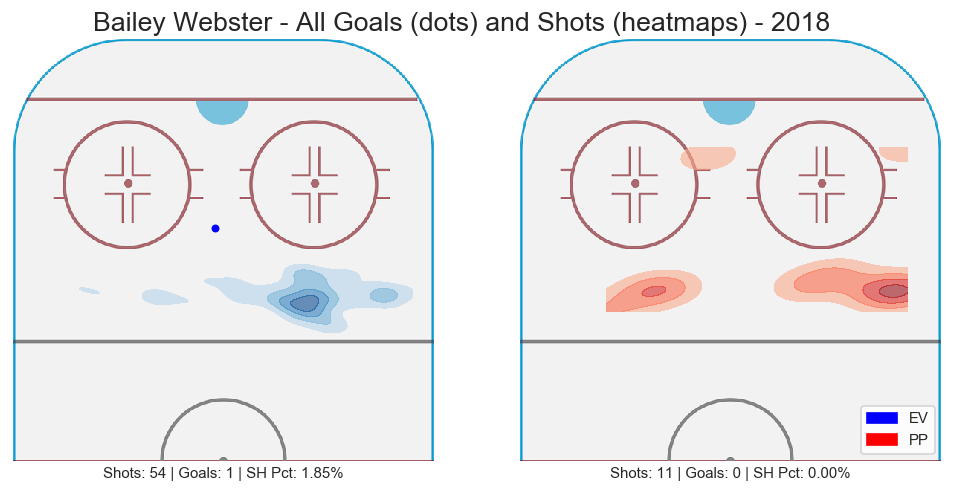 Bailey Webster - All Goals (dots) and Shots (heatmaps) - 2018
EV
PP
Shots: 54 | Goals: 1 | SH Pct: 1.85%
Shots: 11 | Goals: 0 | SH Pct: 0.00%